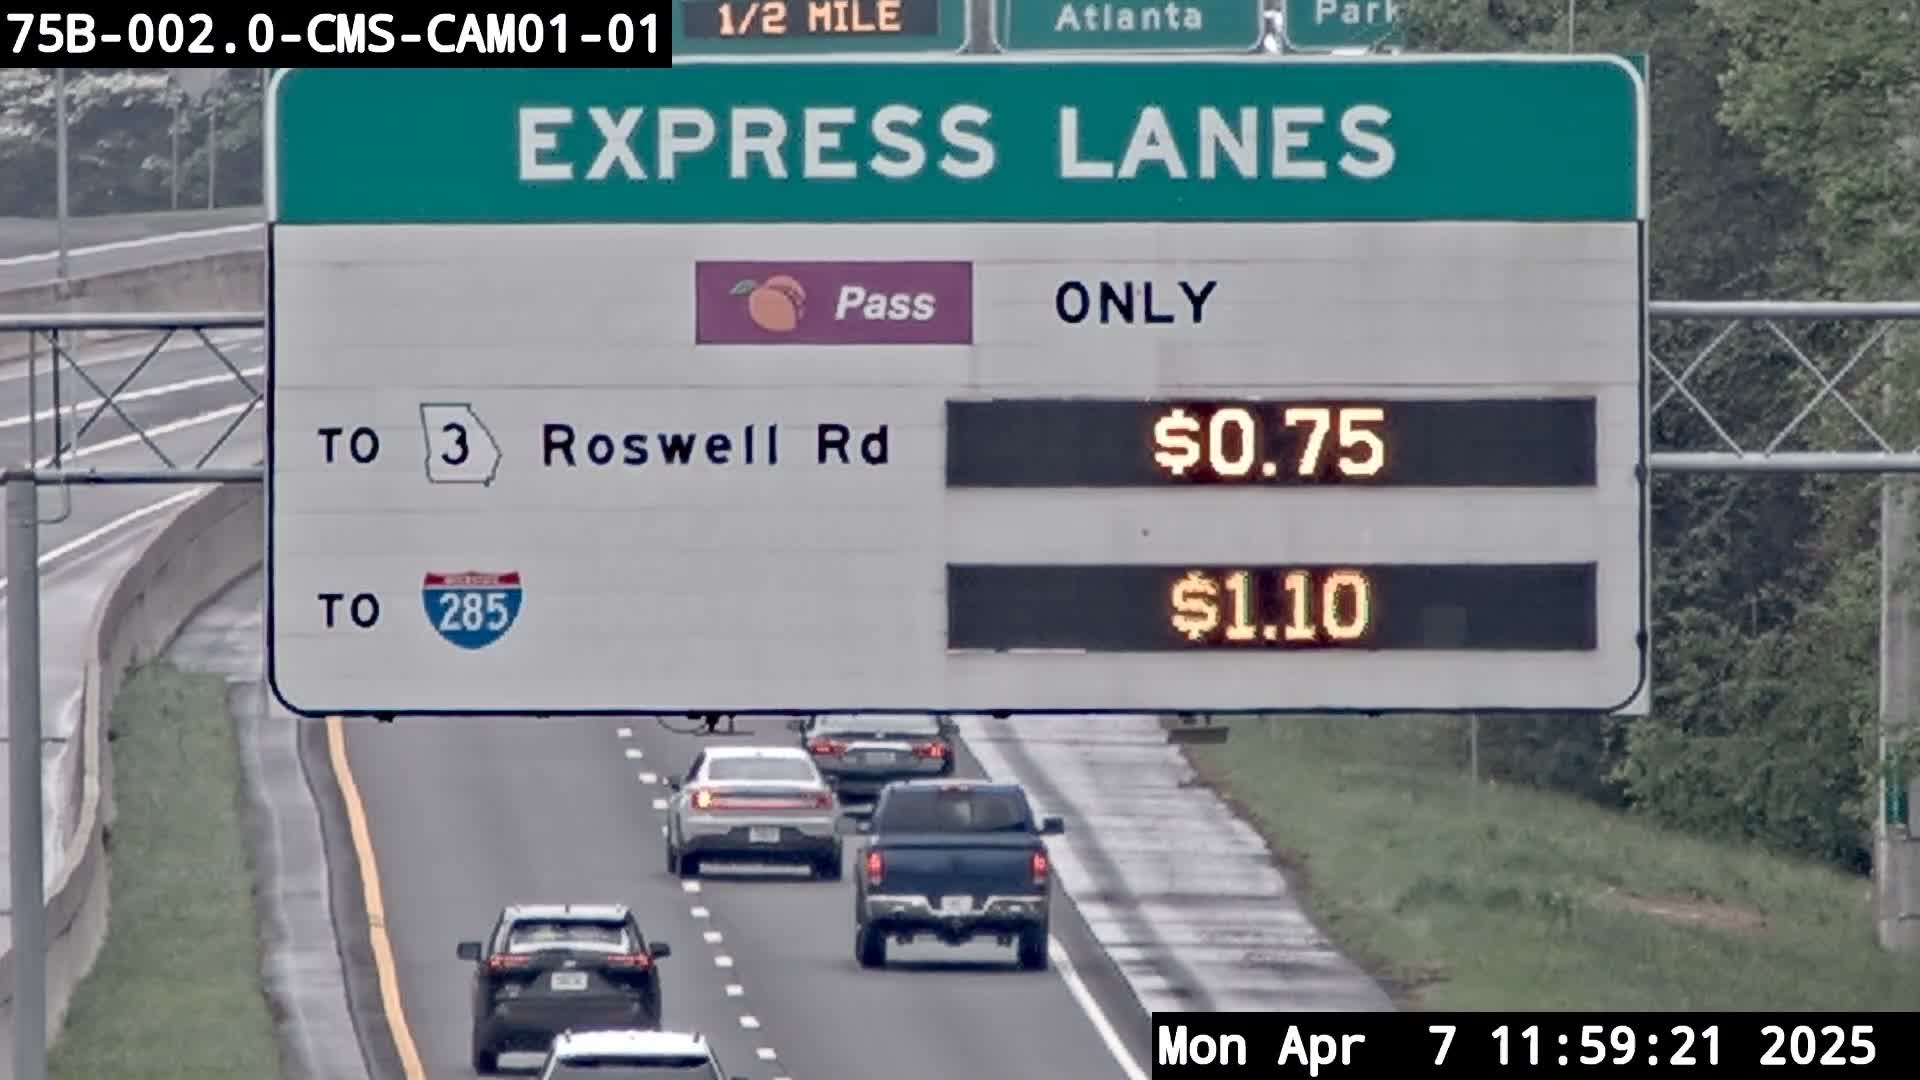 75B-002.0-CMS-CAM01-01
1/2 MILE
Atlanta
Park
EXPRESS LANES
Pass ONLY
TO 3 Roswell Rd $0.75
TO 285 $1.10
Mon Apr 7 11:59:21 2025